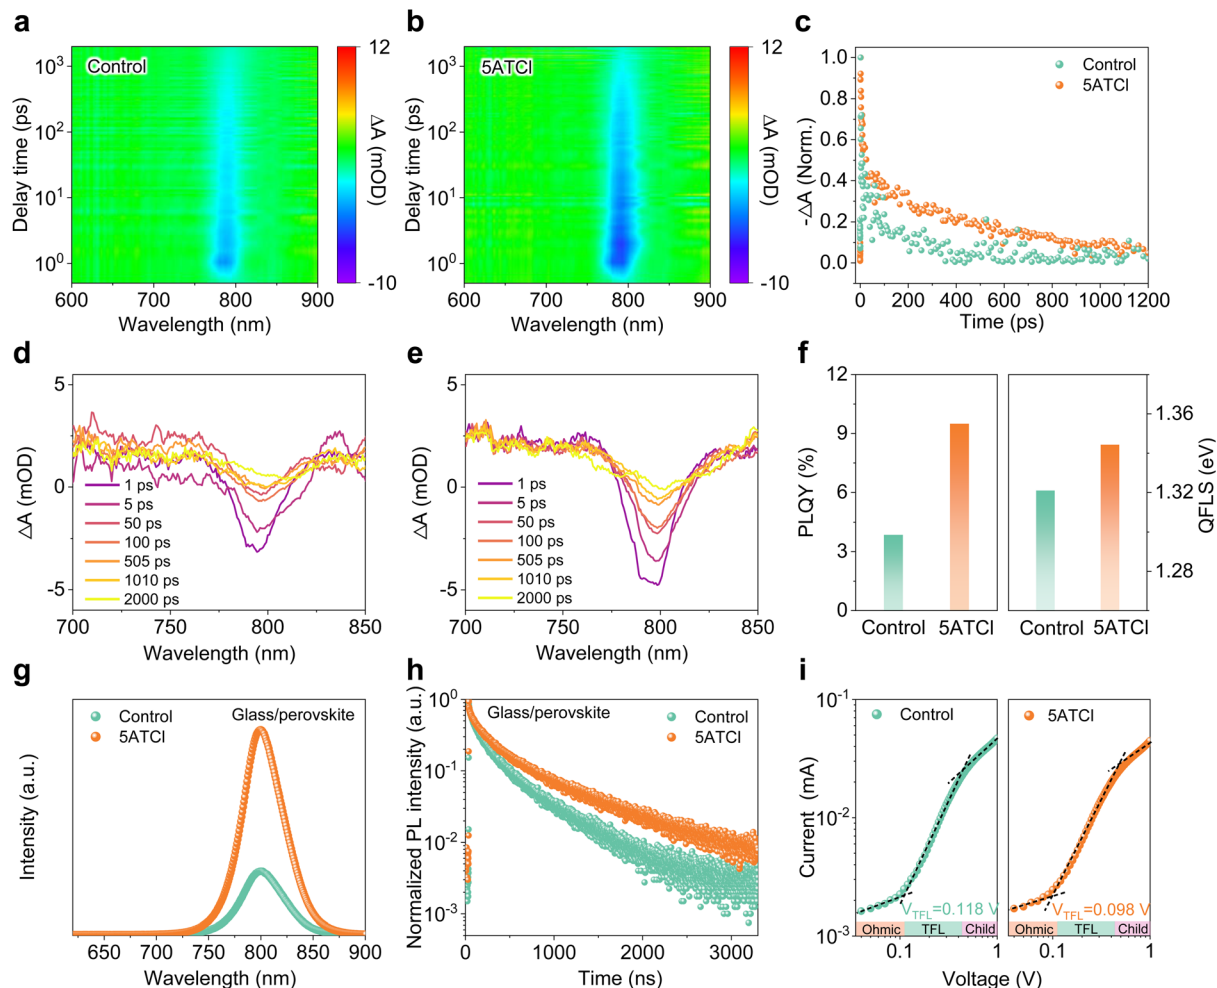 a
Control
Delay time (ps)
10³
10²
10¹
10⁰
600 700 800 900
Wavelength (nm)
12
ΔA (mOD)
-10
b
5ATCl
Delay time (ps)
10³
10²
10¹
10⁰
600 700 800 900
Wavelength (nm)
12
ΔA (mOD)
-10
c
Control
5ATCl
-ΔA (Norm.)
1.0
0.8
0.6
0.4
0.2
0.0
0 200 400 600 800 1000 1200
Time (ps)
d
ΔA (mOD)
5
0
-5
1 ps
5 ps
50 ps
100 ps
505 ps
1010 ps
2000 ps
700 750 800 850
Wavelength (nm)
e
ΔA (mOD)
5
0
-5
1 ps
5 ps
50 ps
100 ps
505 ps
1010 ps
2000 ps
700 750 800 850
Wavelength (nm)
f
PLQY (%)
12
9
6
3
0
Control 5ATCl
Control 5ATCl
1.36
1.32
1.28
QFLS (eV)
g
Control
5ATCl
Glass/perovskite
Intensity (a.u.)
650 700 750 800 850 900
Wavelength (nm)
h
Glass/perovskite
Control
5ATCl
Normalized PL intensity (a.u.)
10⁰
10⁻¹
10⁻²
10⁻³
0 1000 2000 3000
Time (ns)
i
Control
5ATCl
Current (mA)
10⁻¹
10⁻²
10⁻³
V_TFL=0.118 V
V_TFL=0.098 V
Ohmic TFL Child
Ohmic TFL Child
0.1 1
0.1 1
Voltage (V)